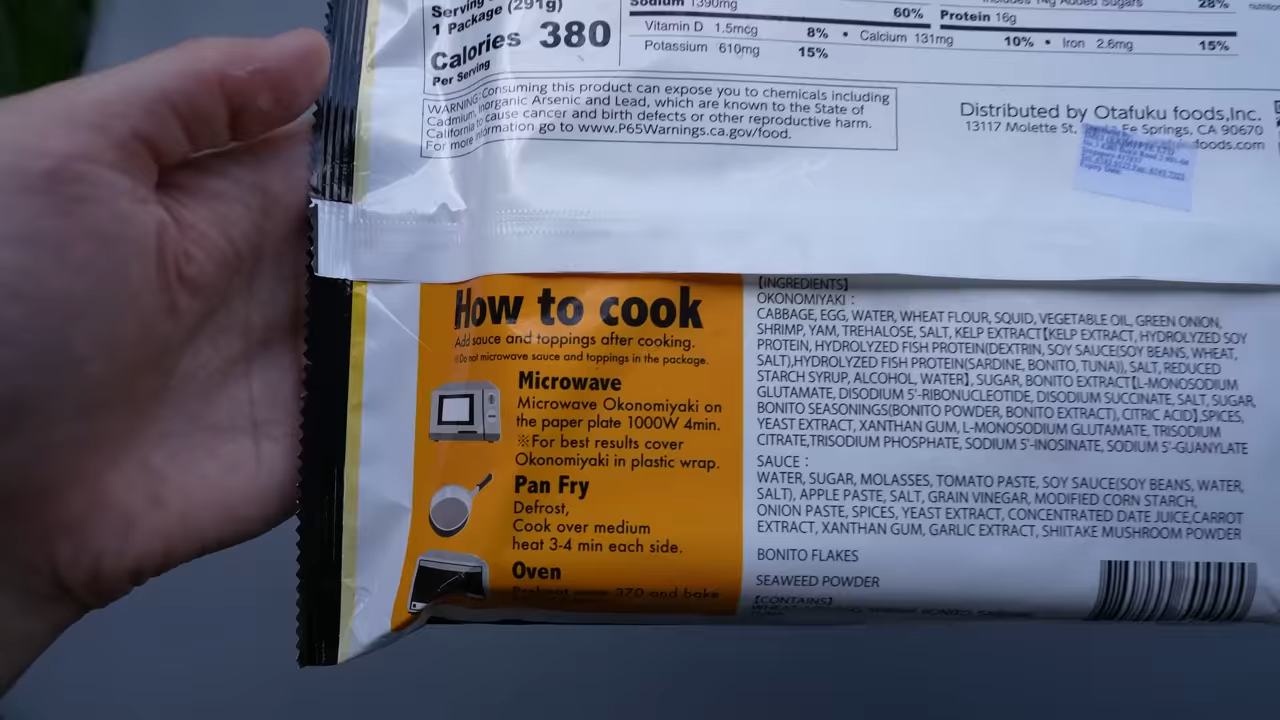 Serving
1 Package (291g)
Calories 380
Per Serving
Sodium 1390mg 60%
Includes 14g Added Sugars 28%
Protein 16g
Vitamin D 1.5mcg 8% • Calcium 131mg 10% • Iron 2.6mg 15%
Potassium 610mg 15%
WARNING: Consuming this product can expose you to chemicals including
Cadmium, Inorganic Arsenic and Lead, which are known to the State of
California to cause cancer and birth defects or other reproductive harm.
For more information go to www.P65Warnings.ca.gov/food.
Distributed by Otafuku foods,Inc.
13117 Molette St. Fe Springs, CA 90670
foods.com
How to cook
Add sauce and toppings after cooking.
※Do not microwave sauce and toppings in the package.
Microwave
Microwave Okonomiyaki on
the paper plate 1000W 4min.
※For best results cover
Okonomiyaki in plastic wrap.
Pan Fry
Defrost,
Cook over medium
heat 3-4 min each side.
Oven
Preheat 370 and bake
【INGREDIENTS】
OKONOMIYAKI :
CABBAGE, EGG, WATER, WHEAT FLOUR, SQUID, VEGETABLE OIL, GREEN ONION,
SHRIMP, YAM, TREHALOSE, SALT, KELP EXTRACT【KELP EXTRACT, HYDROLYZED SOY
PROTEIN, HYDROLYZED FISH PROTEIN(DEXTRIN, SOY SAUCE(SOY BEANS, WHEAT,
SALT),HYDROLYZED FISH PROTEIN(SARDINE, BONITO, TUNA)), SALT, REDUCED
STARCH SYRUP, ALCOHOL, WATER】, SUGAR, BONITO EXTRACT【L-MONOSODIUM
GLUTAMATE, DISODIUM 5'-RIBONUCLEOTIDE, DISODIUM SUCCINATE, SALT, SUGAR,
BONITO SEASONINGS(BONITO POWDER, BONITO EXTRACT), CITRIC ACID】SPICES,
YEAST EXTRACT, XANTHAN GUM, L-MONOSODIUM GLUTAMATE, TRISODIUM
CITRATE,TRISODIUM PHOSPHATE, SODIUM 5'-INOSINATE, SODIUM 5'-GUANYLATE
SAUCE :
WATER, SUGAR, MOLASSES, TOMATO PASTE, SOY SAUCE(SOY BEANS, WATER,
SALT), APPLE PASTE, SALT, GRAIN VINEGAR, MODIFIED CORN STARCH,
ONION PASTE, SPICES, YEAST EXTRACT, CONCENTRATED DATE JUICE,CARROT
EXTRACT, XANTHAN GUM, GARLIC EXTRACT, SHIITAKE MUSHROOM POWDER
BONITO FLAKES
SEAWEED POWDER
【CONTAINS】